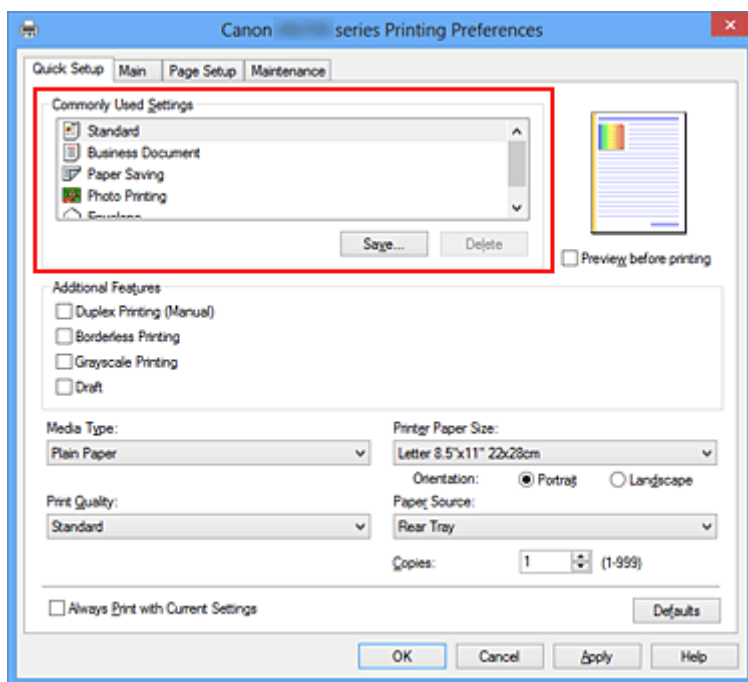 Canon series Printing Preferences
Quick Setup Main Page Setup Maintenance
Commonly Used Settings
Standard
Business Document
Paper Saving
Photo Printing
Envelope
Save... Delete
Preview before printing
Additional Features
Duplex Printing (Manual)
Borderless Printing
Grayscale Printing
Draft
Media Type: Printer Paper Size:
Plain Paper Letter 8.5"x11" 22x28cm
Orientation: Portrait Landscape
Print Quality: Paper Source:
Standard Rear Tray
Copies: 1 (1-999)
Always Print with Current Settings Defaults
OK Cancel Apply Help